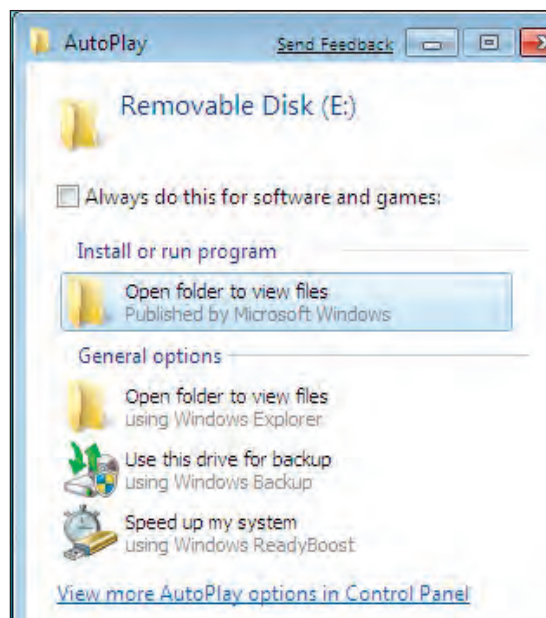 AutoPlay Send Feedback
Removable Disk (E:)
Always do this for software and games:
Install or run program
Open folder to view files
Published by Microsoft Windows
General options
Open folder to view files
using Windows Explorer
Use this drive for backup
using Windows Backup
Speed up my system
using Windows ReadyBoost
View more AutoPlay options in Control Panel